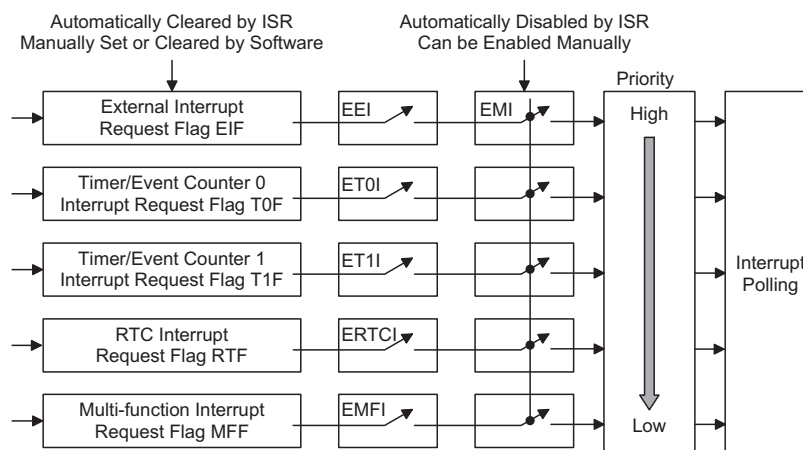 Automatically Cleared by ISR
Manually Set or Cleared by Software
Automatically Disabled by ISR
Can be Enabled Manually
Priority
External Interrupt
Request Flag EIF
EEI
EMI
High
Timer/Event Counter 0
Interrupt Request Flag T0F
ET0I
Timer/Event Counter 1
Interrupt Request Flag T1F
ET1I
Interrupt
Polling
RTC Interrupt
Request Flag RTF
ERTCI
Multi-function Interrupt
Request Flag MFF
EMFI
Low